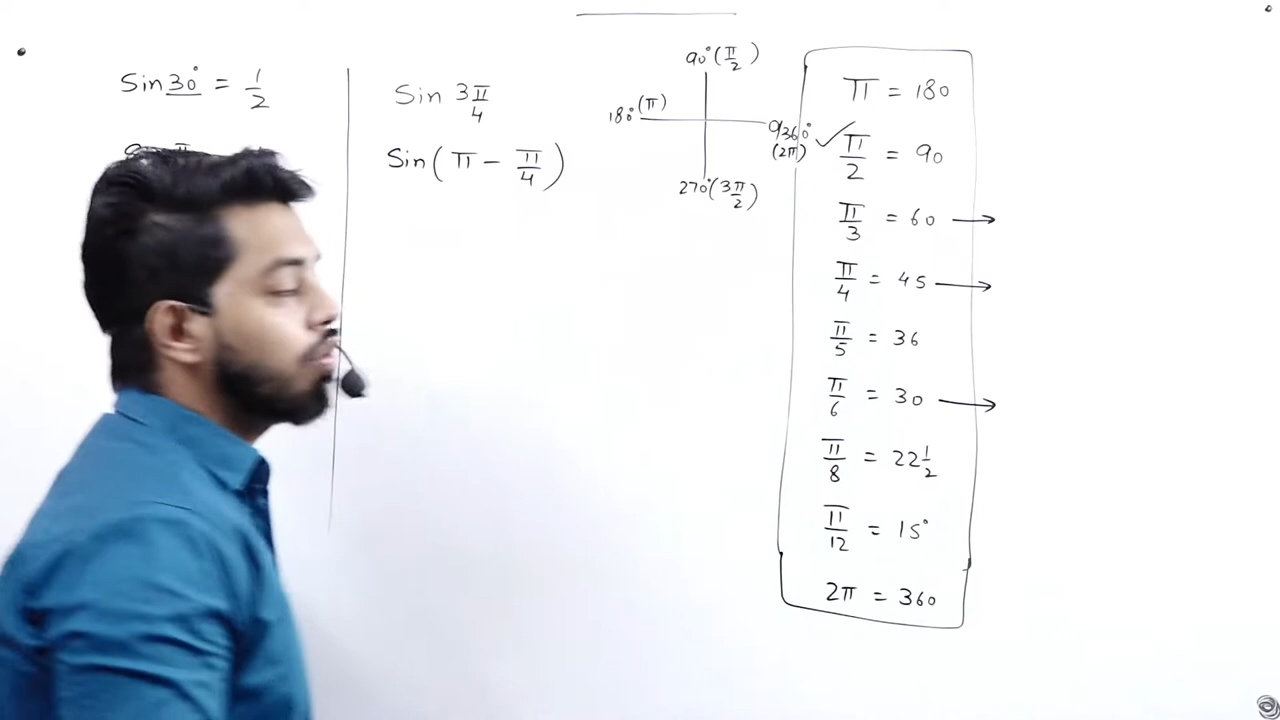 Sin 30° = 1/2
Sin 3π/4
Sin(π − π/4)
90°(π/2)
180°(π)
0,360°
(2π)
270°(3π/2)
π = 180
π/2 = 90
π/3 = 60 →
π/4 = 45 →
π/5 = 36
π/6 = 30 →
π/8 = 22 1/2
π/12 = 15°
2π = 360